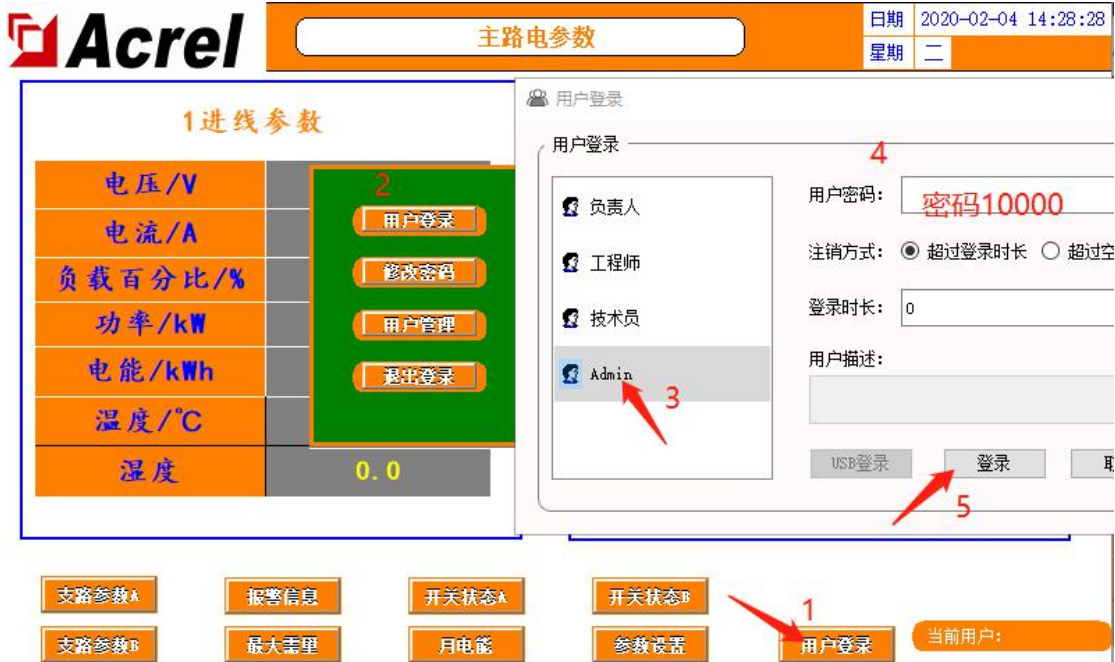 Acrel
主路电参数
日期 2020-02-04 14:28:28
星期 二
1进线参数
电压/V
电流/A
负载百分比/%
功率/kW
电能/kWh
温度/℃
湿度 0.0
2
用户登录
修改密码
用户管理
退出登录
用户登录
用户登录
负责人
工程师
技术员
Admin
3
4
用户密码: 密码10000
注销方式: 超过登录时长 超过空
登录时长: 0
用户描述:
USB登录 登录
5
支路参数A 报警信息 开关状态A 开关状态B
1
支路参数B 最大需量 月电能 参数设置 用户登录 当前用户: